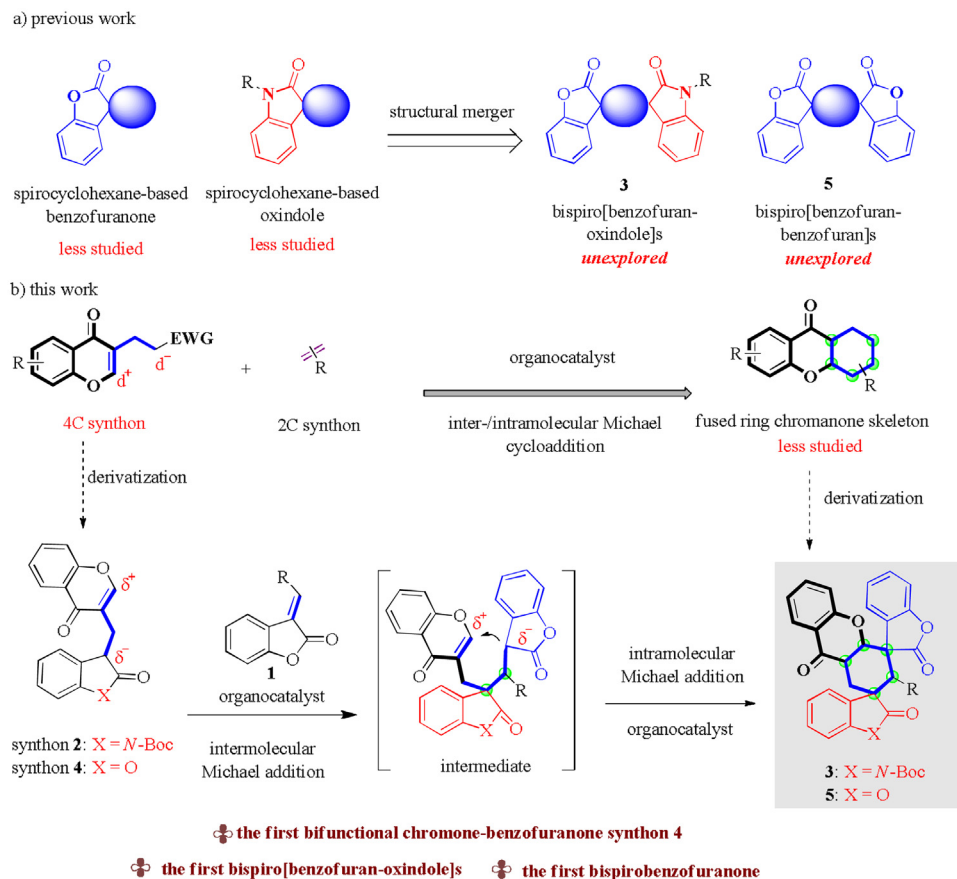 a) previous work
O
O
R
N
O
structural merger
O
O
O
N
R
O
O
O
O
spirocyclohexane-based
benzofuranone
less studied
spirocyclohexane-based
oxindole
less studied
3
bispiro[benzofuran-
oxindole]s
unexplored
5
bispiro[benzofuran-
benzofuran]s
unexplored
b) this work
O
EWG
d⁻
R
O
d⁺
4C synthon
+
R
2C synthon
organocatalyst
inter-/intramolecular Michael
cycloaddition
O
R
O
R
fused ring chromanone skeleton
less studied
derivatization
derivatization
O
δ⁺
O
δ⁻
O
X
synthon 2: X = N-Boc
synthon 4: X = O
R
O
O
1
organocatalyst
intermolecular
Michael addition
O
δ⁺
O
O
δ⁻
O
R
O
X
intermediate
intramolecular
Michael addition
organocatalyst
O
O
O
O
R
O
X
3: X = N-Boc
5: X = O
the first bifunctional chromone-benzofuranone synthon 4
the first bispiro[benzofuran-oxindole]s
the first bispirobenzofuranone